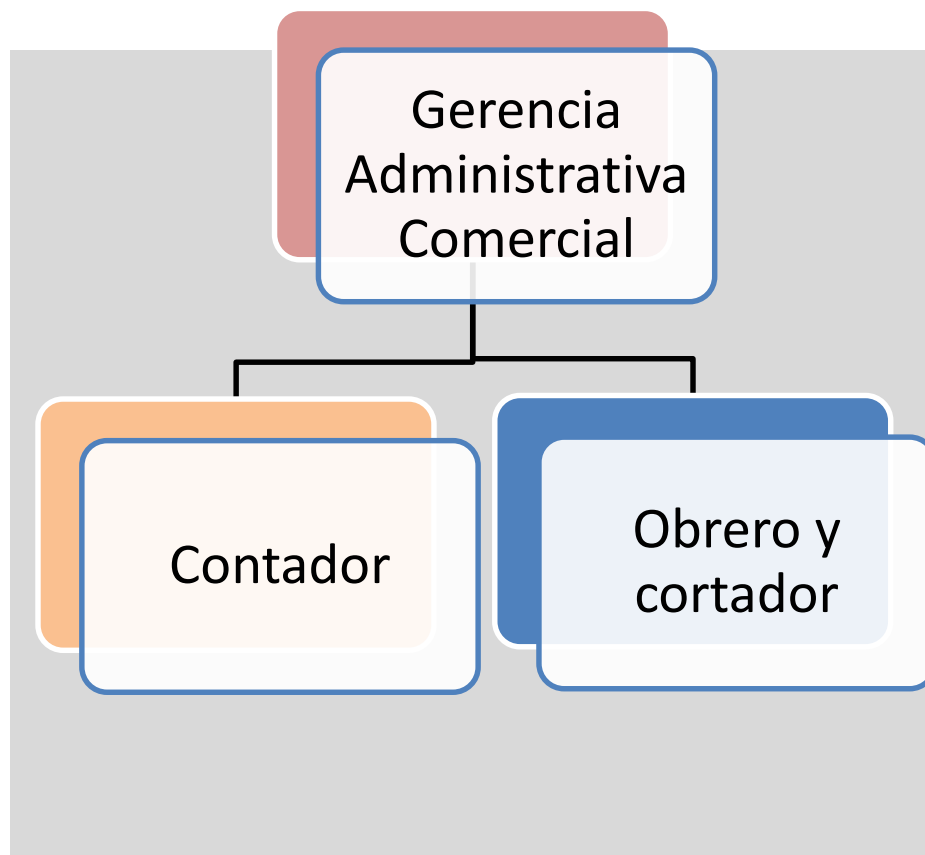 Gerencia
Administrativa
Comercial
Contador
Obrero y
cortador